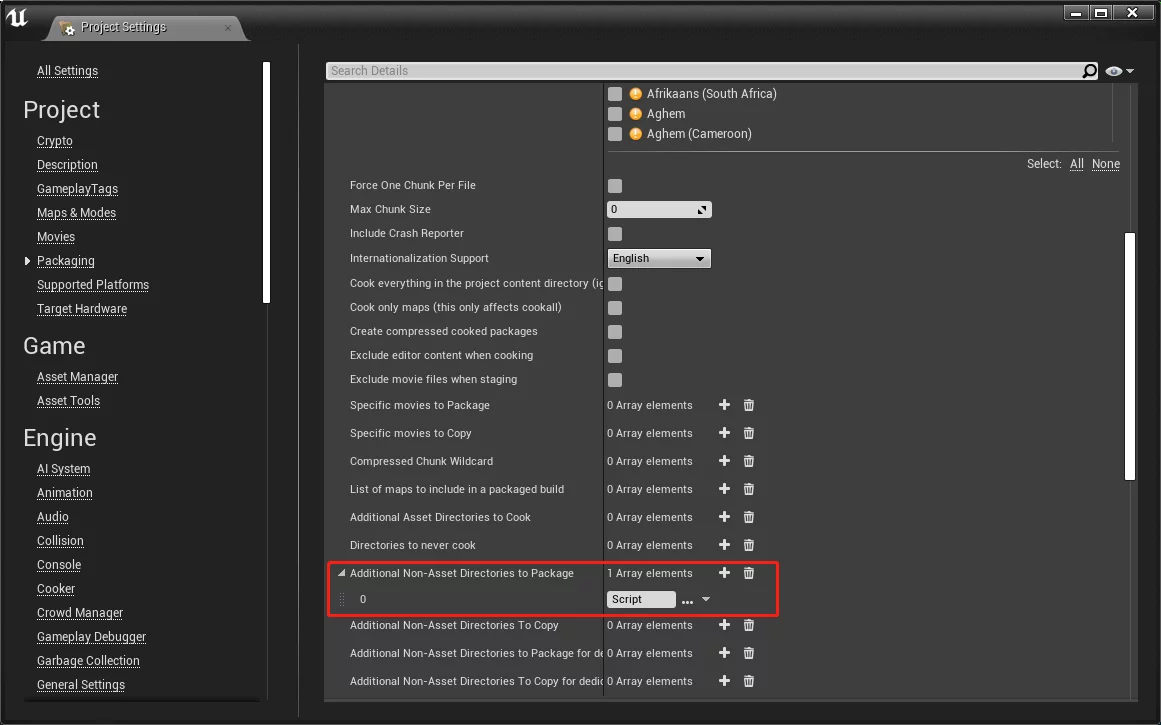 Project Settings
All Settings
Project
Crypto
Description
GameplayTags
Maps & Modes
Movies
Packaging
Supported Platforms
Target Hardware
Game
Asset Manager
Asset Tools
Engine
AI System
Animation
Audio
Collision
Console
Cooker
Crowd Manager
Gameplay Debugger
Garbage Collection
General Settings
Search Details
Afrikaans (South Africa)
Aghem
Aghem (Cameroon)
Select: All None
Force One Chunk Per File
Max Chunk Size 0
Include Crash Reporter
Internationalization Support English
Cook everything in the project content directory (ig
Cook only maps (this only affects cookall)
Create compressed cooked packages
Exclude editor content when cooking
Exclude movie files when staging
Specific movies to Package 0 Array elements
Specific movies to Copy 0 Array elements
Compressed Chunk Wildcard 0 Array elements
List of maps to include in a packaged build 0 Array elements
Additional Asset Directories to Cook 0 Array elements
Directories to never cook 0 Array elements
Additional Non-Asset Directories to Package 1 Array elements
0 Script ...
Additional Non-Asset Directories To Copy 0 Array elements
Additional Non-Asset Directories to Package for de 0 Array elements
Additional Non-Asset Directories To Copy for dedic 0 Array elements